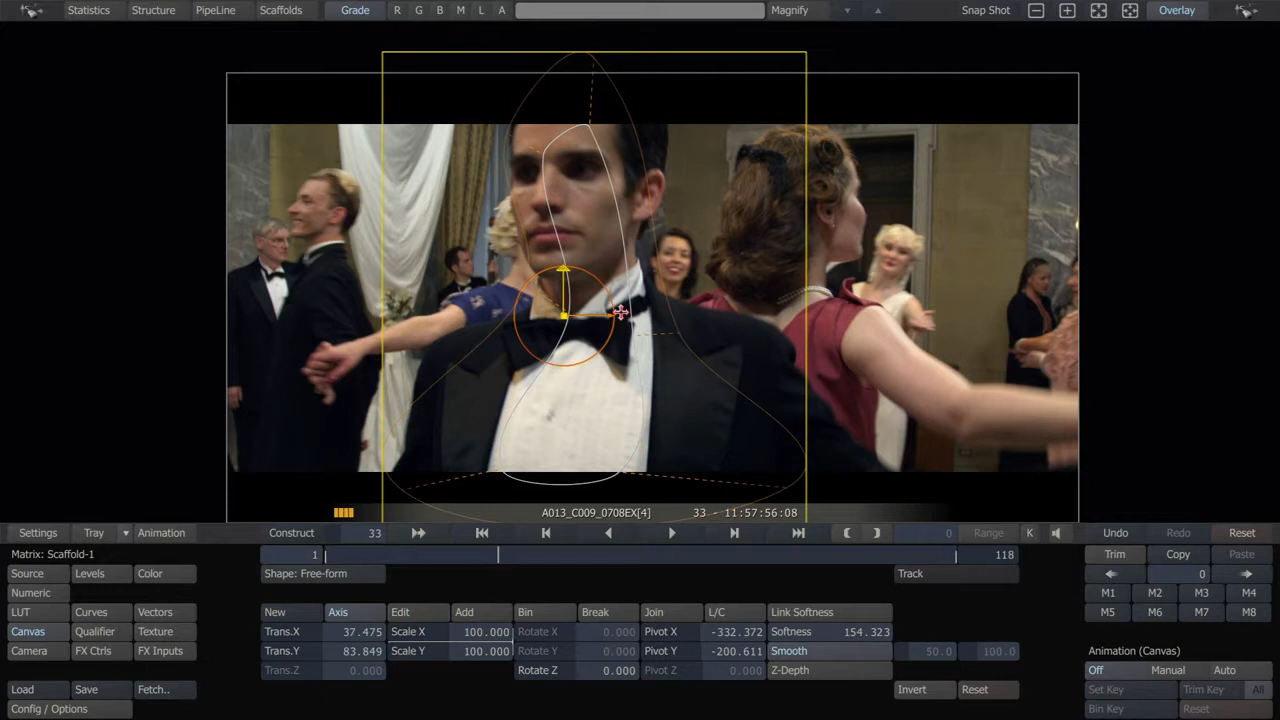 Statistics Structure PipeLine Scaffolds Grade R G B M L A Magnify Snap Shot Overlay
A013_C009_0708EX[4] 33 - 11:57:56:08
Settings Tray Animation Construct 33 0 Range K Undo Redo Reset
Matrix: Scaffold-1 1 118 Trim Copy Paste
Source Levels Color Shape: Free-form Track 0
Numeric M1 M2 M3 M4
LUT Curves Vectors New Axis Edit Add Bin Break Join L/C Link Softness M5 M6 M7 M8
Canvas Qualifier Texture Trans.X 37.475 Scale X 100.000 Rotate X 0.000 Pivot X -332.372 Softness 154.323
Camera FX Ctrls FX Inputs Trans.Y 83.849 Scale Y 100.000 Rotate Y 0.000 Pivot Y -200.611 Smooth 50.0 100.0 Animation (Canvas)
Trans.Z 0.000 Rotate Z 0.000 Pivot Z 0.000 Z-Depth Off Manual Auto
Load Save Fetch.. Invert Reset Set Key Trim Key All
Config / Options Bin Key Reset